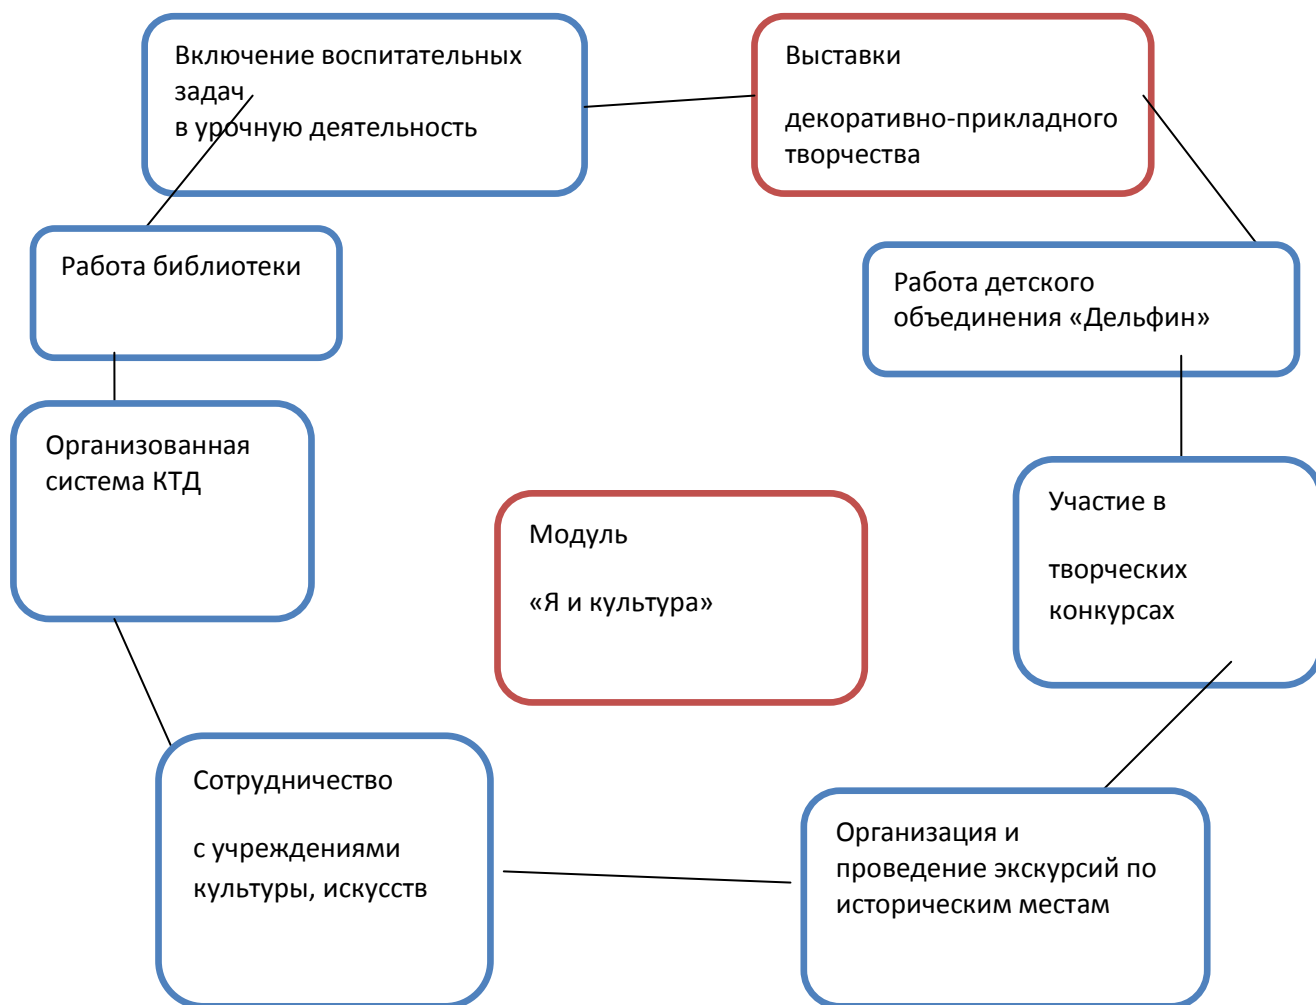 Включение воспитательных
задач
в урочную деятельность
Выставки
декоративно-прикладного
творчества
Работа библиотеки
Работа детского
объединения «Дельфин»
Организованная
система КТД
Участие в
творческих
конкурсах
Модуль
«Я и культура»
Сотрудничество
с учреждениями
культуры, искусств
Организация и
проведение экскурсий по
историческим местам